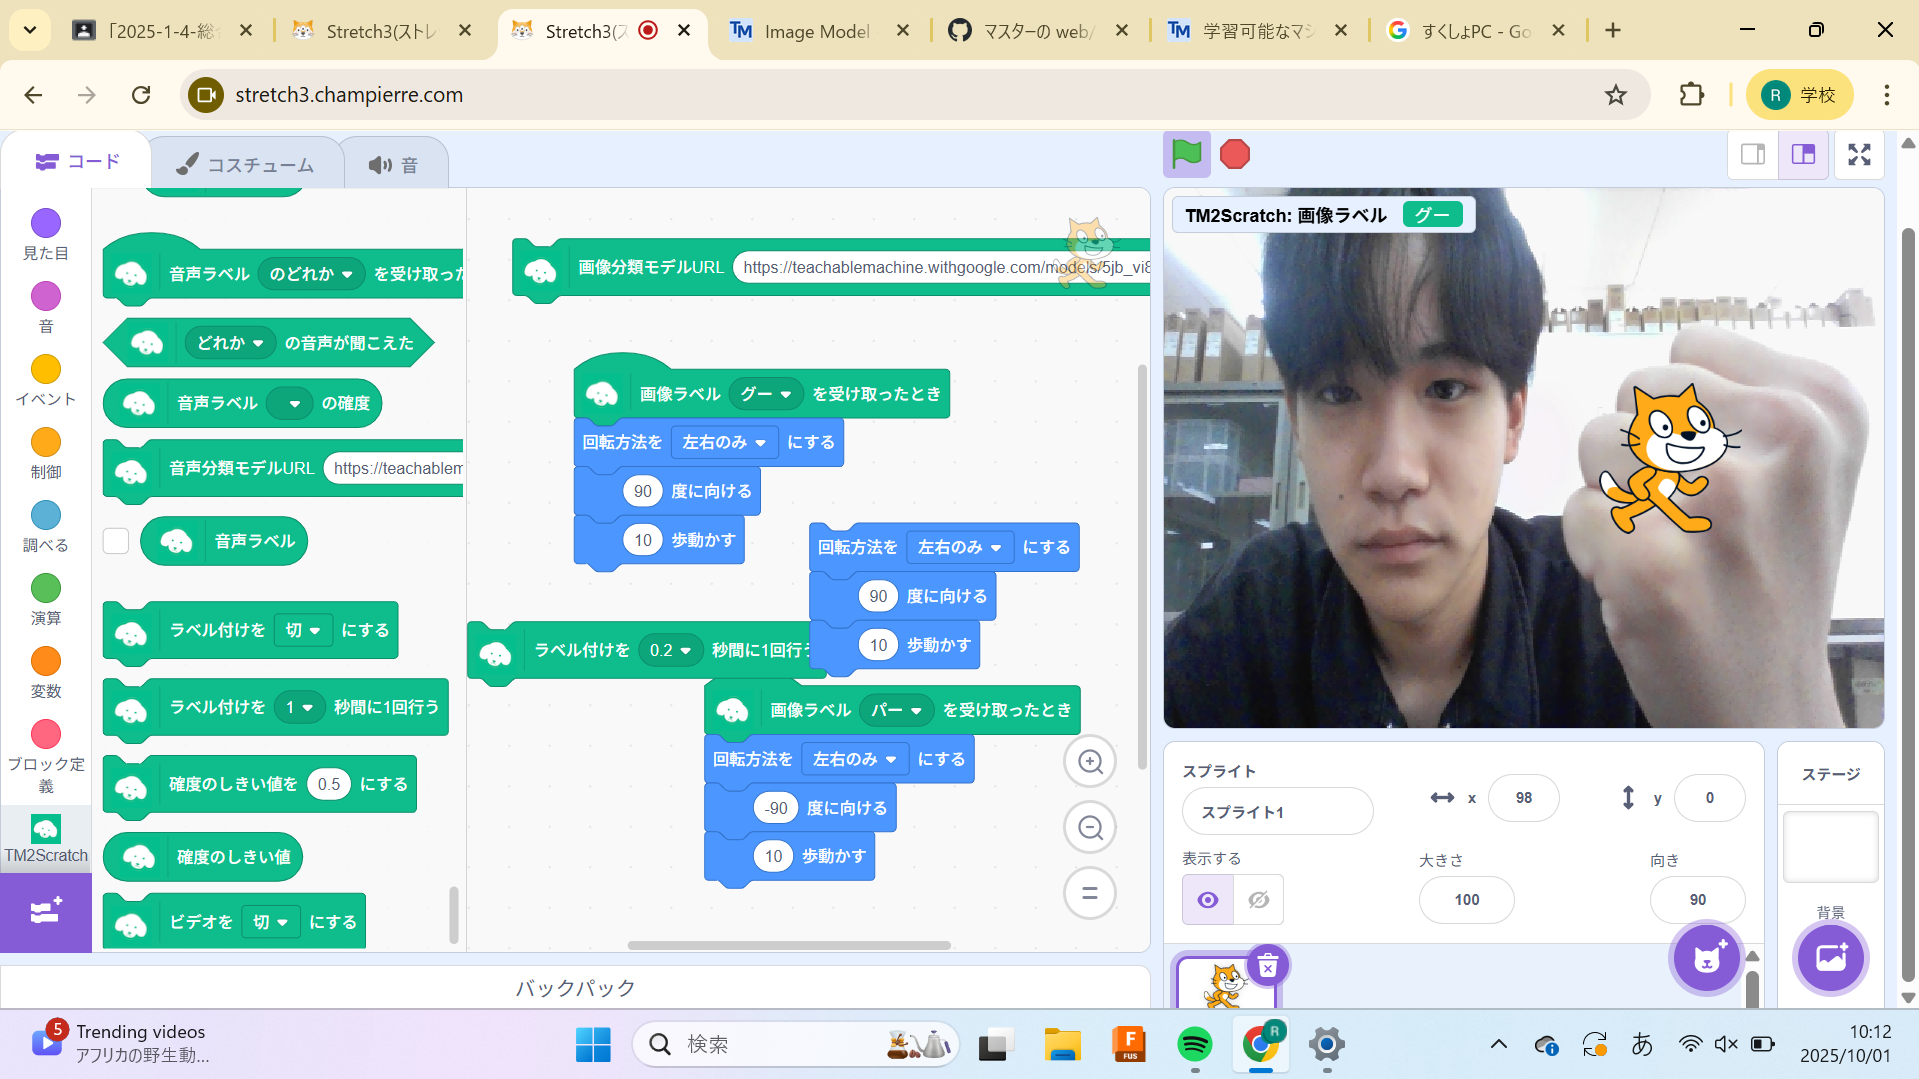 「2025-1-4-総合
Stretch3(ストレ
Stretch3(ス
Image Model
マスターの web/
学習可能なマシ
すくしょPC - Go
stretch3.champierre.com
R 学校
コード
コスチューム
音
見た目
音
イベント
制御
調べる
演算
変数
ブロック定義
TM2Scratch
音声ラベル のどれか を受け取った
どれか の音声が聞こえた
音声ラベル の確度
音声分類モデルURL https://teachablem
音声ラベル
ラベル付けを 切 にする
ラベル付けを 1 秒間に1回行う
確度のしきい値を 0.5 にする
確度のしきい値
ビデオを 切 にする
画像分類モデルURL https://teachablemachine.withgoogle.com/models/5jb_vi8
画像ラベル グー を受け取ったとき
回転方法を 左右のみ にする
90 度に向ける
10 歩動かす
回転方法を 左右のみ にする
90 度に向ける
10 歩動かす
ラベル付けを 0.2 秒間に1回行う
画像ラベル パー を受け取ったとき
回転方法を 左右のみ にする
-90 度に向ける
10 歩動かす
バックパック
TM2Scratch: 画像ラベル グー
スプライト
スプライト1
x 98
y 0
表示する
大きさ
100
向き
90
ステージ
背景
5
Trending videos
アフリカの野生動...
検索
F
FUS
R
あ
10:12
2025/10/01